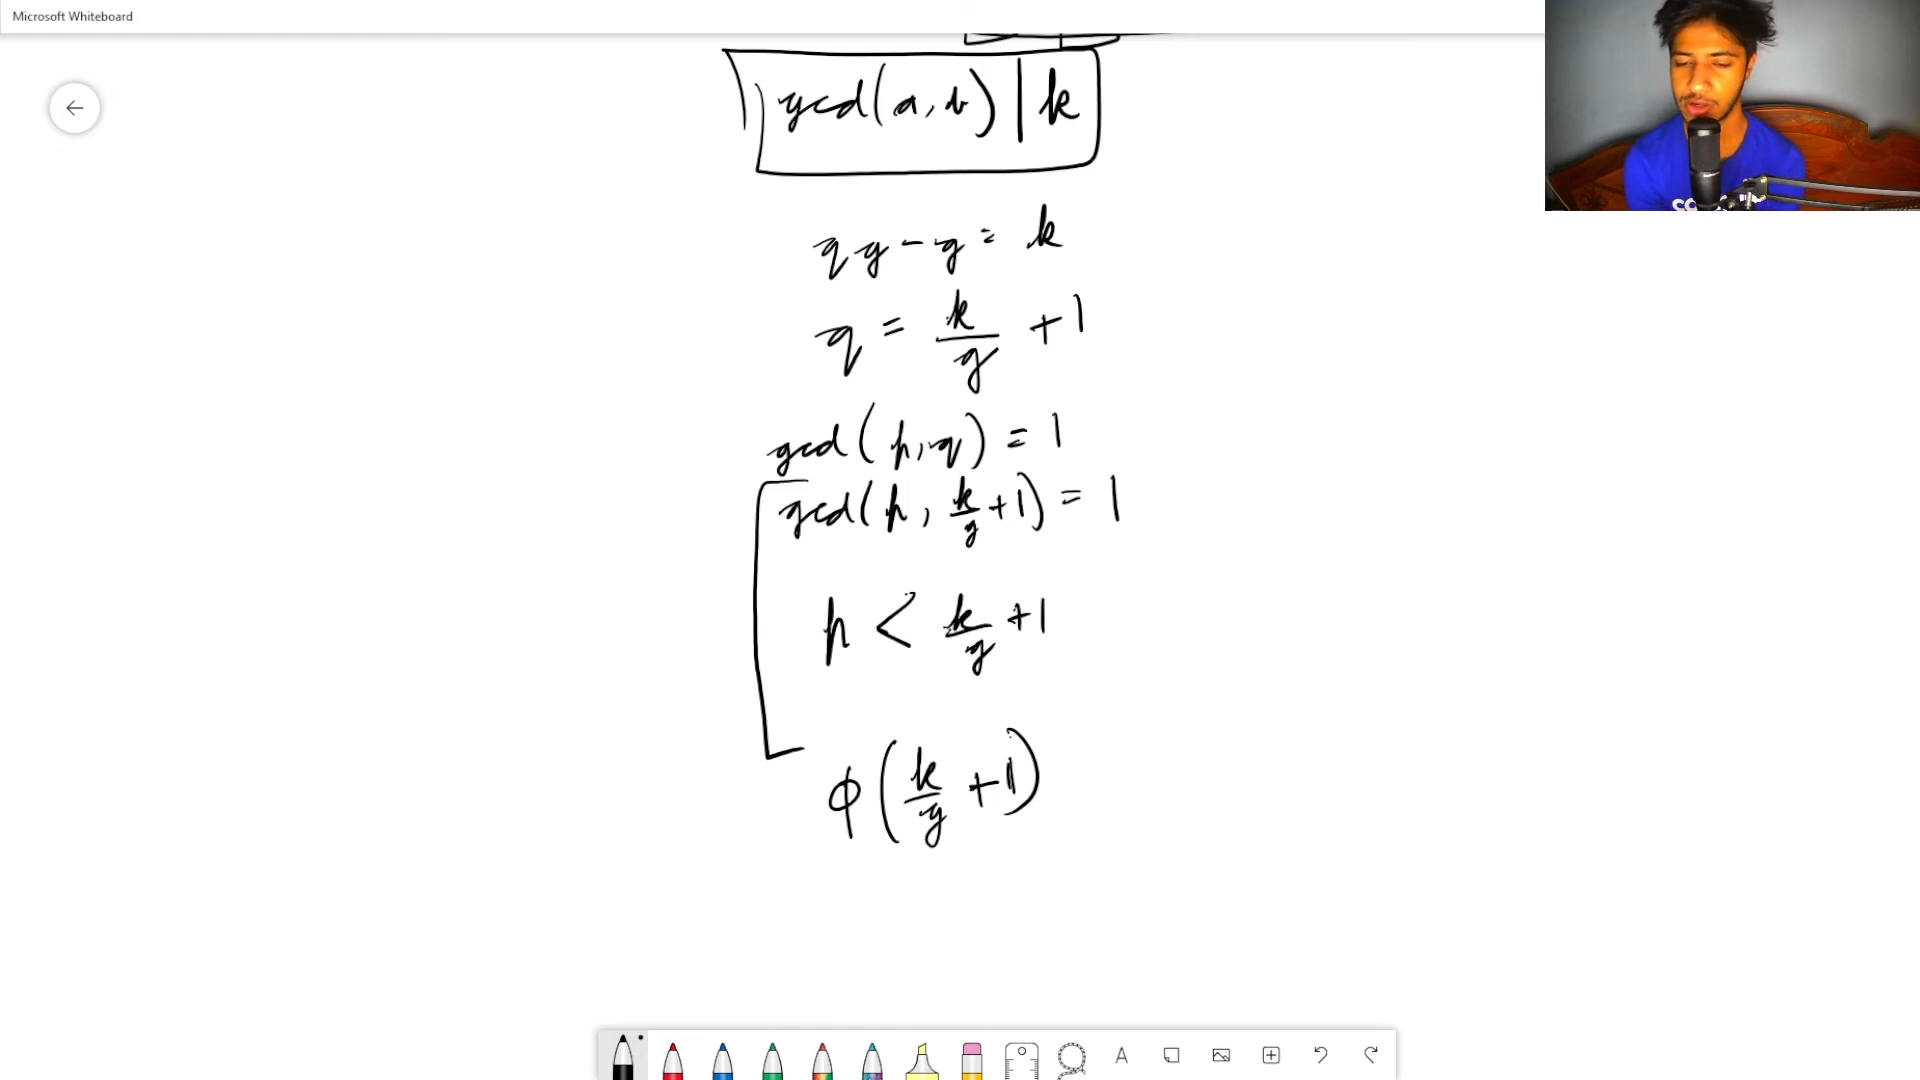 Microsoft Whiteboard
gcd(a, b) | k
qg - g = k
q = k/g + 1
gcd(p, q) = 1
gcd(p, k/g + 1) = 1
p < k/g + 1
ϕ(k/g + 1)
A